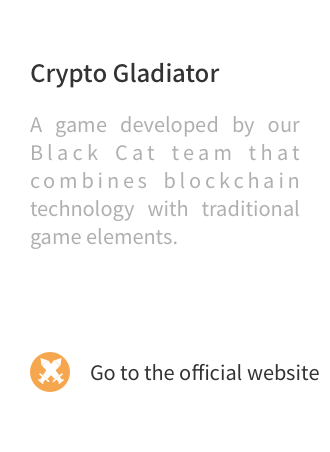 Crypto Gladiator
A game developed by our
Black Cat team that
combines blockchain
technology with traditional
game elements.
Go to the official website